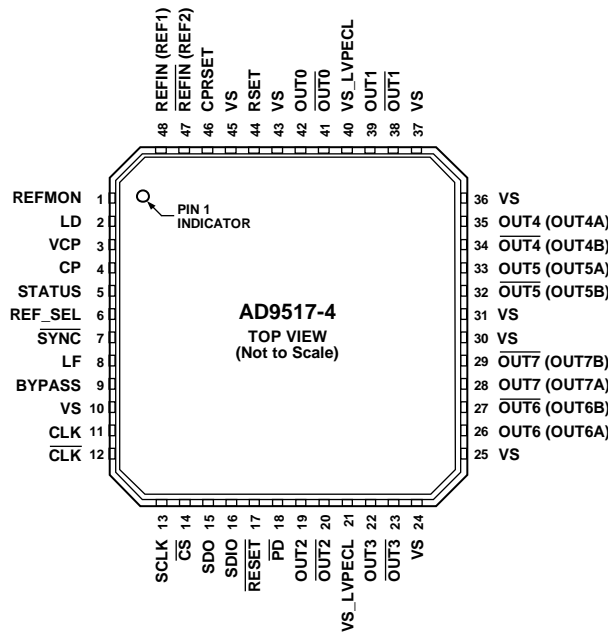 REFIN (REF1)
REFIN (REF2)
CPRSET
VS
RSET
VS
OUT0
OUT0
VS_LVPECL
OUT1
OUT1
VS
48
47
46
45
44
43
42
41
40
39
38
37
REFMON 1
LD 2
VCP 3
CP 4
STATUS 5
REF_SEL 6
SYNC 7
LF 8
BYPASS 9
VS 10
CLK 11
CLK 12
PIN 1
INDICATOR
AD9517-4
TOP VIEW
(Not to Scale)
36 VS
35 OUT4 (OUT4A)
34 OUT4 (OUT4B)
33 OUT5 (OUT5A)
32 OUT5 (OUT5B)
31 VS
30 VS
29 OUT7 (OUT7B)
28 OUT7 (OUT7A)
27 OUT6 (OUT6B)
26 OUT6 (OUT6A)
25 VS
SCLK 13
CS 14
SDO 15
SDIO 16
RESET 17
PD 18
OUT2 19
OUT2 20
VS_LVPECL 21
OUT3 22
OUT3 23
VS 24